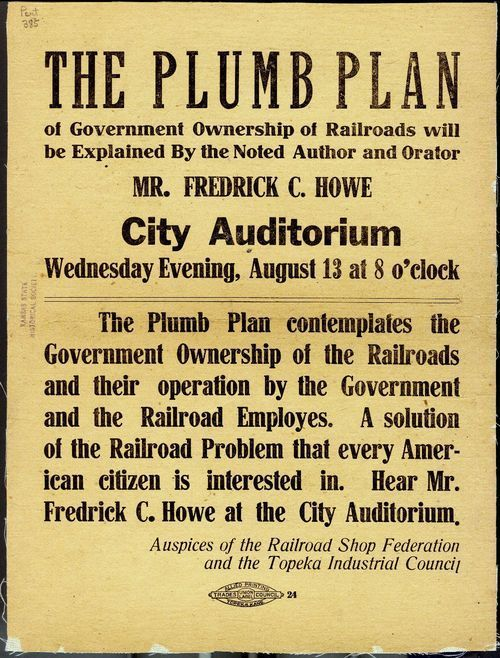 Port
385
THE PLUMB PLAN
of Government Ownership of Railroads will
be Explained By the Noted Author and Orator
MR. FREDRICK C. HOWE
City Auditorium
Wednesday Evening, August 13 at 8 o'clock
KANSAS STATE
HISTORICAL SOCIETY
The Plumb Plan contemplates the
Government Ownership of the Railroads
and their operation by the Government
and the Railroad Employes. A solution
of the Railroad Problem that every Amer-
ican citizen is interested in. Hear Mr.
Fredrick C. Howe at the City Auditorium.
Auspices of the Railroad Shop Federation
and the Topeka Industrial Council
ALLIED PRINTING
TRADES UNION LABEL COUNCIL 24
TOPEKA KANS